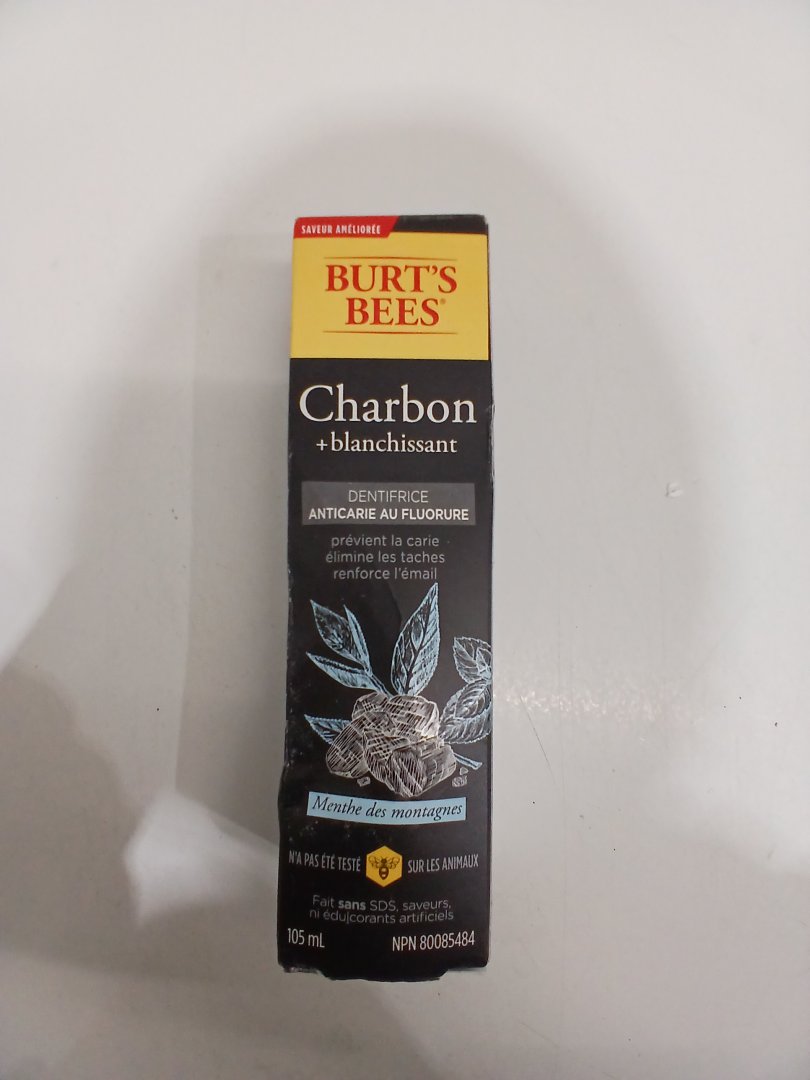 SAVEUR AMÉLIORÉE
BURT'S
BEES®
Charbon
+blanchissant
DENTIFRICE
ANTICARIE AU FLUORURE
prévient la carie
élimine les taches
renforce l'émail
Menthe des montagnes
N'A PAS ÉTÉ TESTÉ SUR LES ANIMAUX
Fait sans SDS, saveurs,
ni édulcorants artificiels
105 mL NPN 80085484